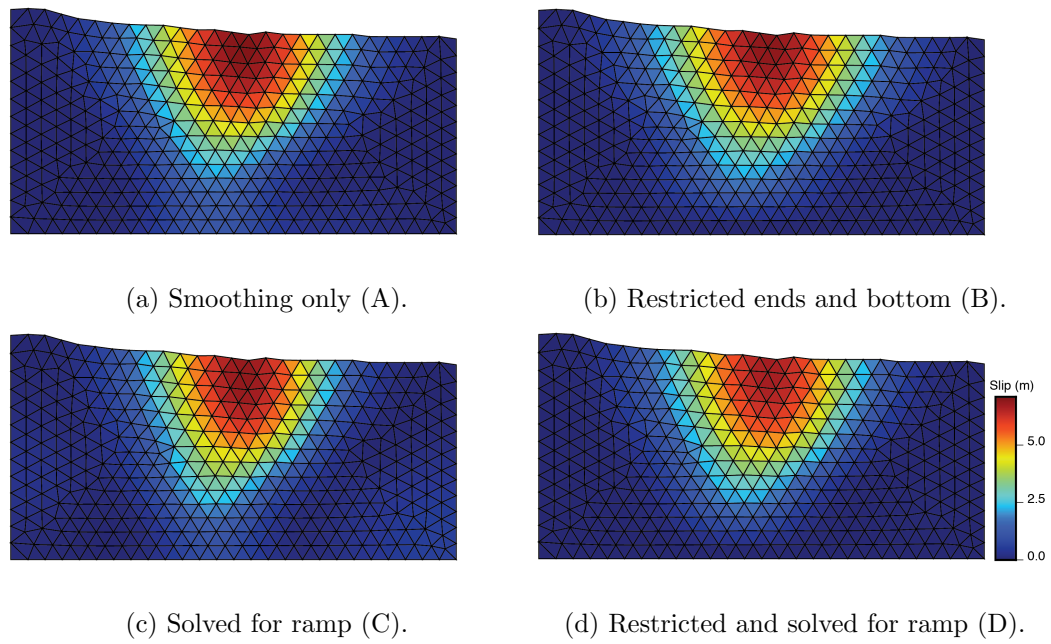 (a) Smoothing only (A).
(b) Restricted ends and bottom (B).
Slip (m)
5.0
2.5
0.0
(c) Solved for ramp (C).
(d) Restricted and solved for ramp (D).